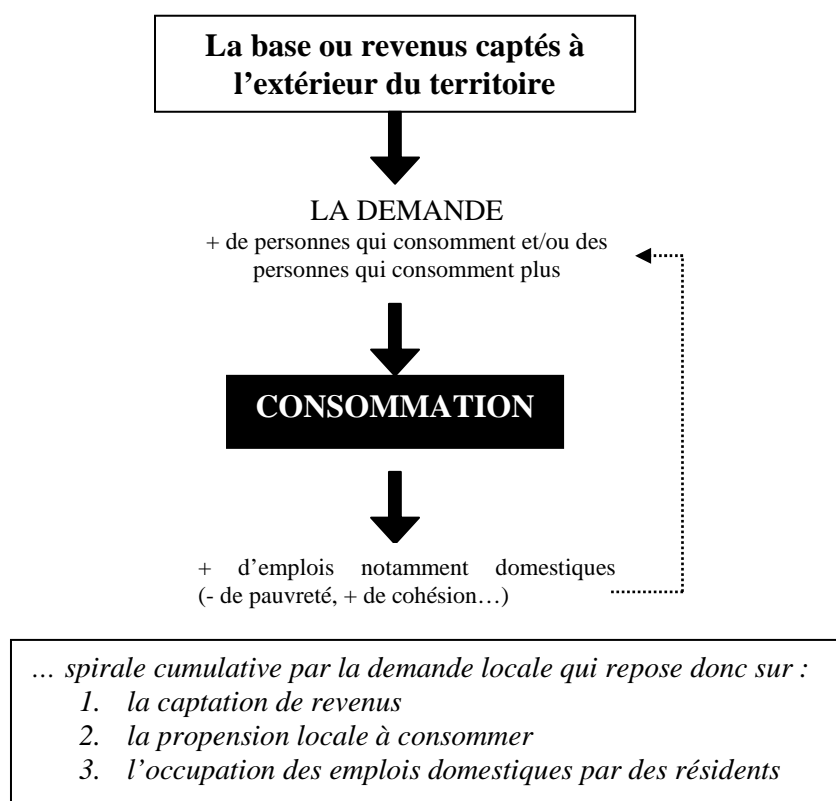 La base ou revenus captés à
l’extérieur du territoire
LA DEMANDE
+ de personnes qui consomment et/ou des
personnes qui consomment plus
CONSOMMATION
+ d’emplois notamment domestiques
(- de pauvreté, + de cohésion…)
… spirale cumulative par la demande locale qui repose donc sur :
1. la captation de revenus
2. la propension locale à consommer
3. l’occupation des emplois domestiques par des résidents